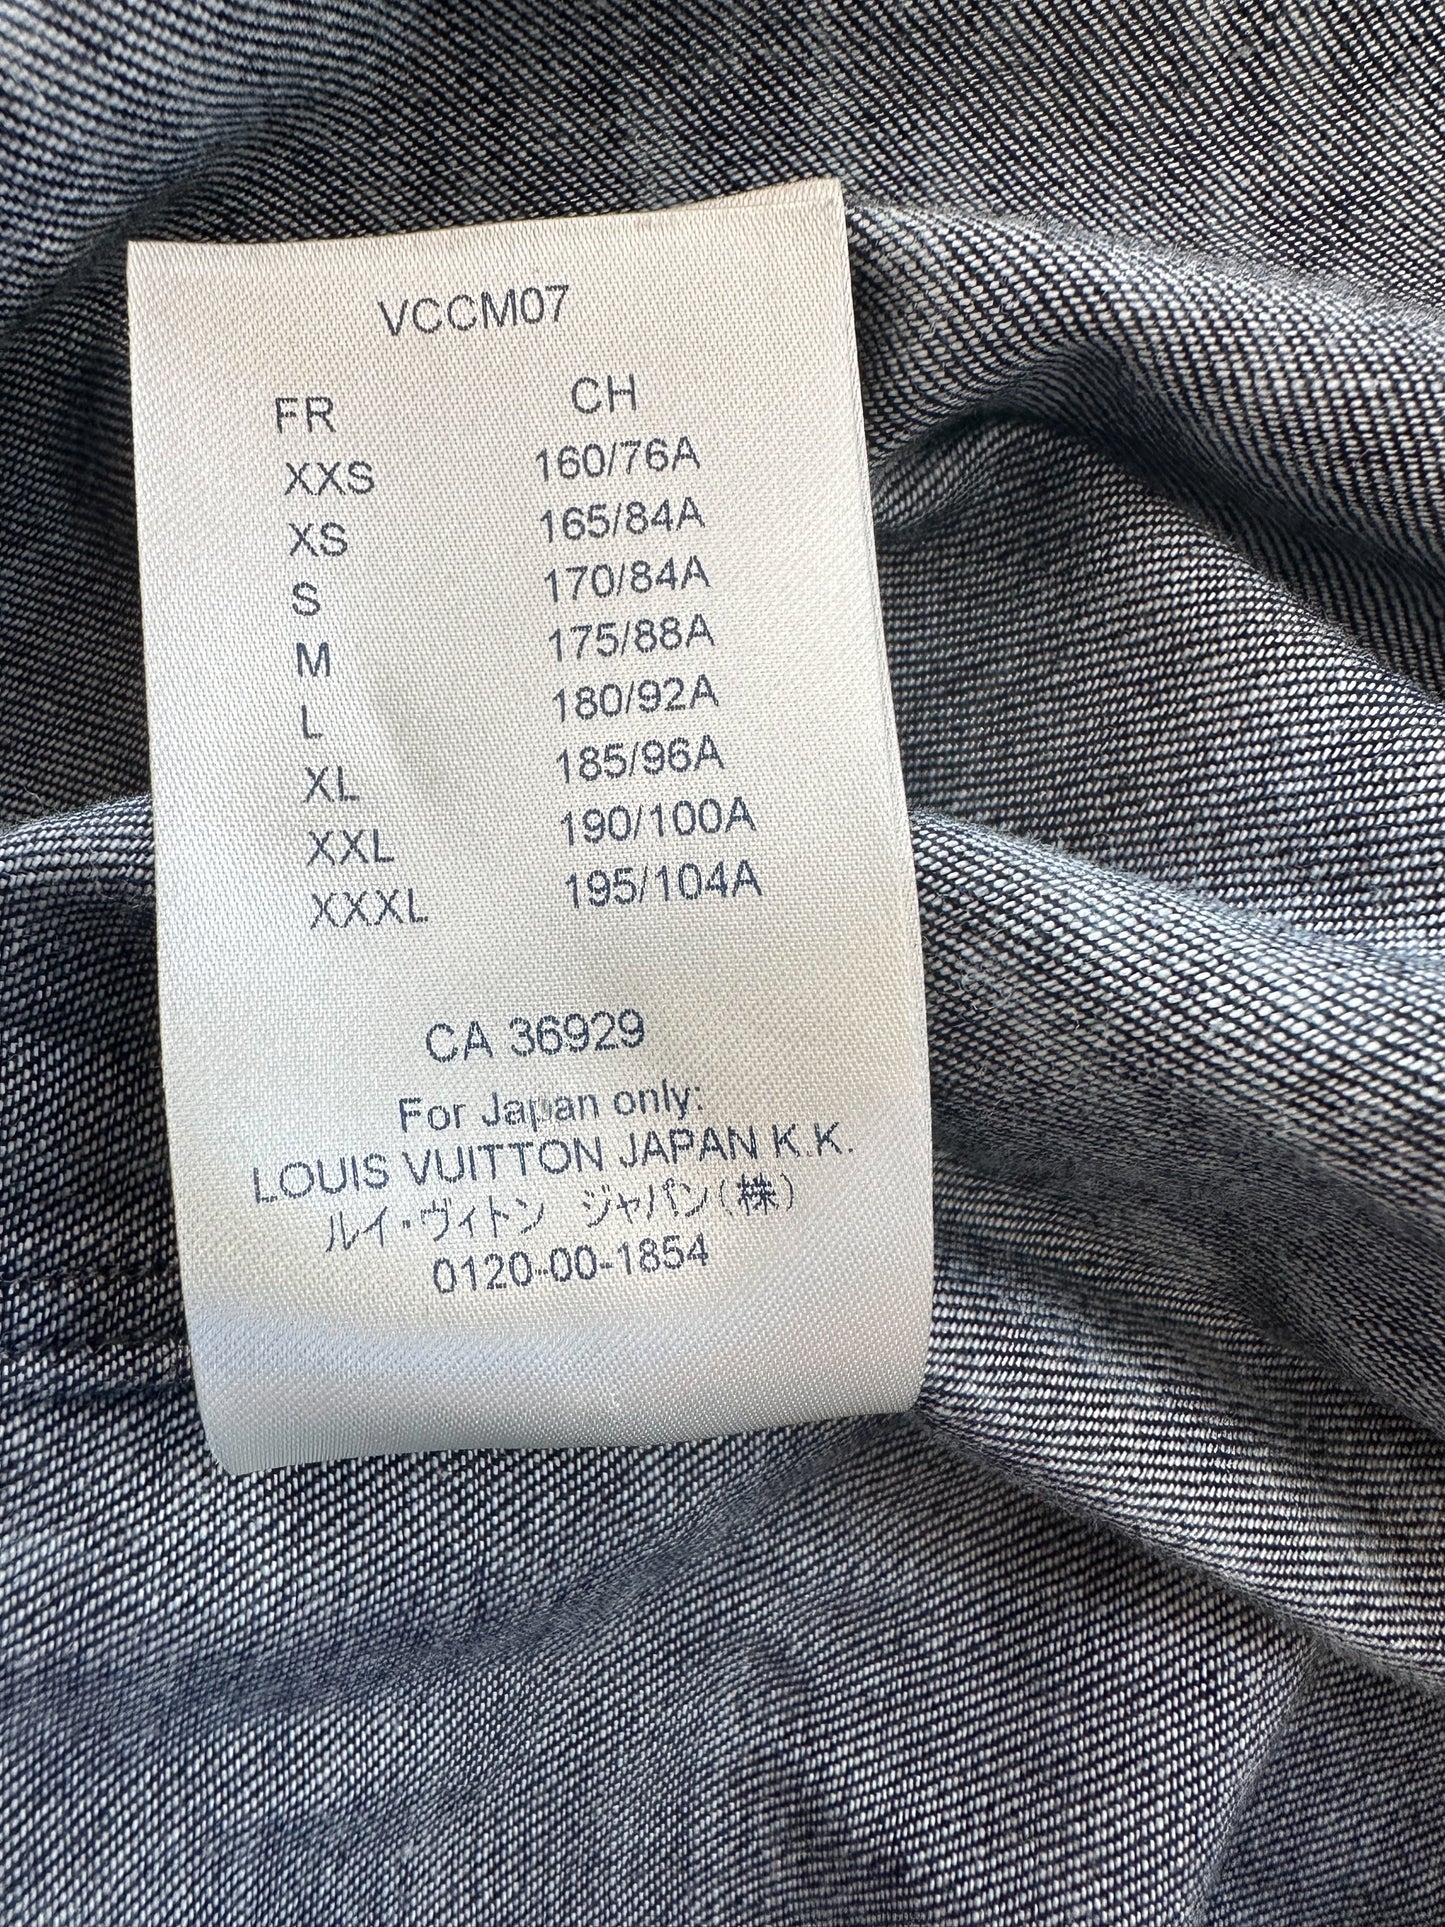 VCCM07
FR CH
XXS 160/76A
XS 165/84A
S 170/84A
M 175/88A
L 180/92A
XL 185/96A
XXL 190/100A
XXXL 195/104A
CA 36929
For Japan only:
LOUIS VUITTON JAPAN K.K.
ルイ・ヴィトン ジャパン(株)
0120-00-1854